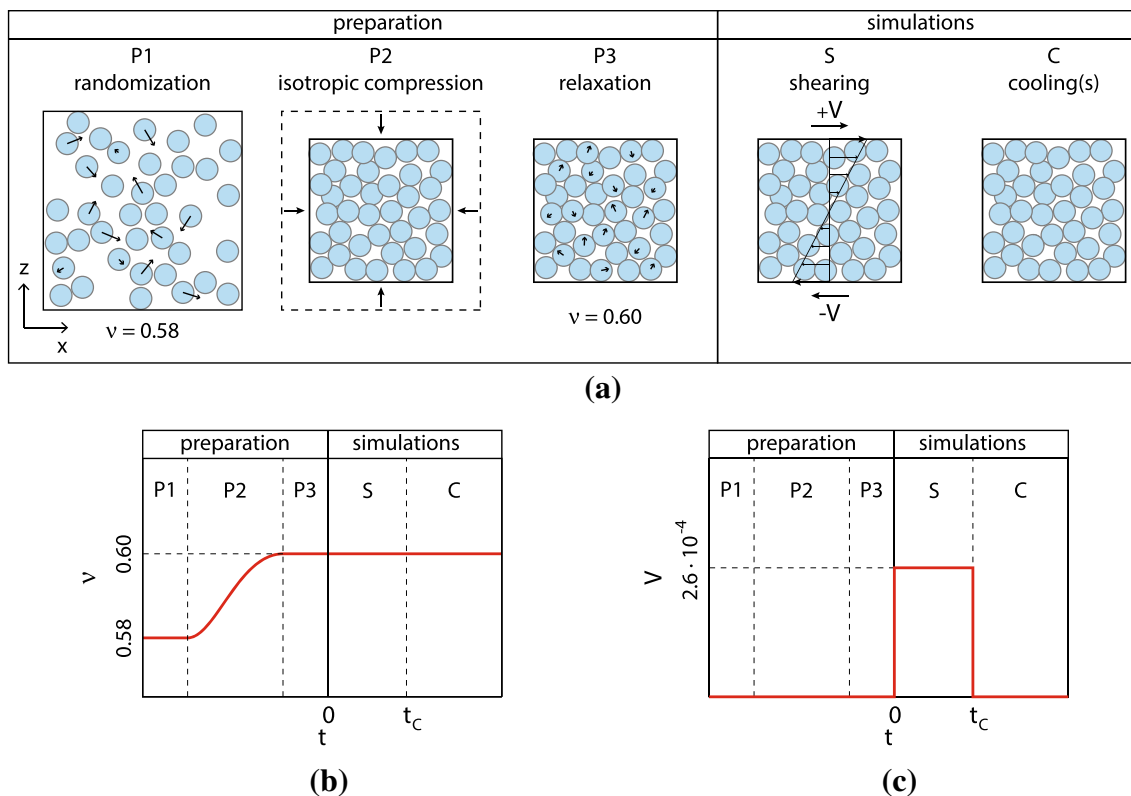 preparation simulations
P1 P2 P3 S C
randomization isotropic compression relaxation shearing cooling(s)
+V
z
x
ν = 0.58 ν = 0.60 -V
(a)
preparation simulations preparation simulations
P1 P2 P3 S C P1 P2 P3 S C
0.60 2.6 · 10⁻⁴
ν V
0.58
0 t_C 0 t_C
t t
(b) (c)